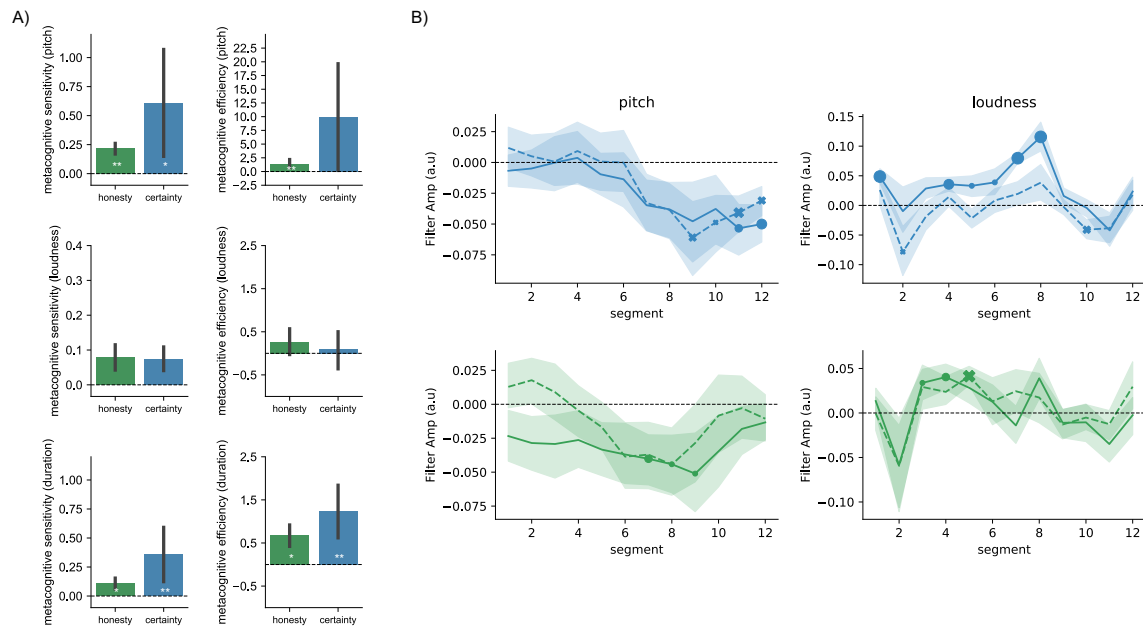 A)
metacognitive sensitivity (pitch)
1.00
0.75
0.50
0.25
0.00
**
*
honesty
certainty
metacognitive efficiency (pitch)
22.5
20.0
17.5
15.0
12.5
10.0
7.5
5.0
2.5
0.0
−2.5
**
honesty
certainty
metacognitive sensitivity (loudness)
0.4
0.3
0.2
0.1
0.0
honesty
certainty
metacognitive efficiency (loudness)
2.5
1.5
0.5
−0.5
honesty
certainty
metacognitive sensitivity (duration)
1.00
0.75
0.50
0.25
0.00
*
**
honesty
certainty
metacognitive efficiency (duration)
2.5
1.5
0.5
−0.5
*
**
honesty
certainty
B)
pitch
Filter Amp (a.u)
0.025
0.000
−0.025
−0.050
−0.075
2 4 6 8 10 12
segment
loudness
Filter Amp (a.u)
0.15
0.10
0.05
0.00
−0.05
−0.10
2 4 6 8 10 12
segment
Filter Amp (a.u)
0.025
0.000
−0.025
−0.050
−0.075
2 4 6 8 10 12
segment
Filter Amp (a.u)
0.05
0.00
−0.05
−0.10
2 4 6 8 10 12
segment